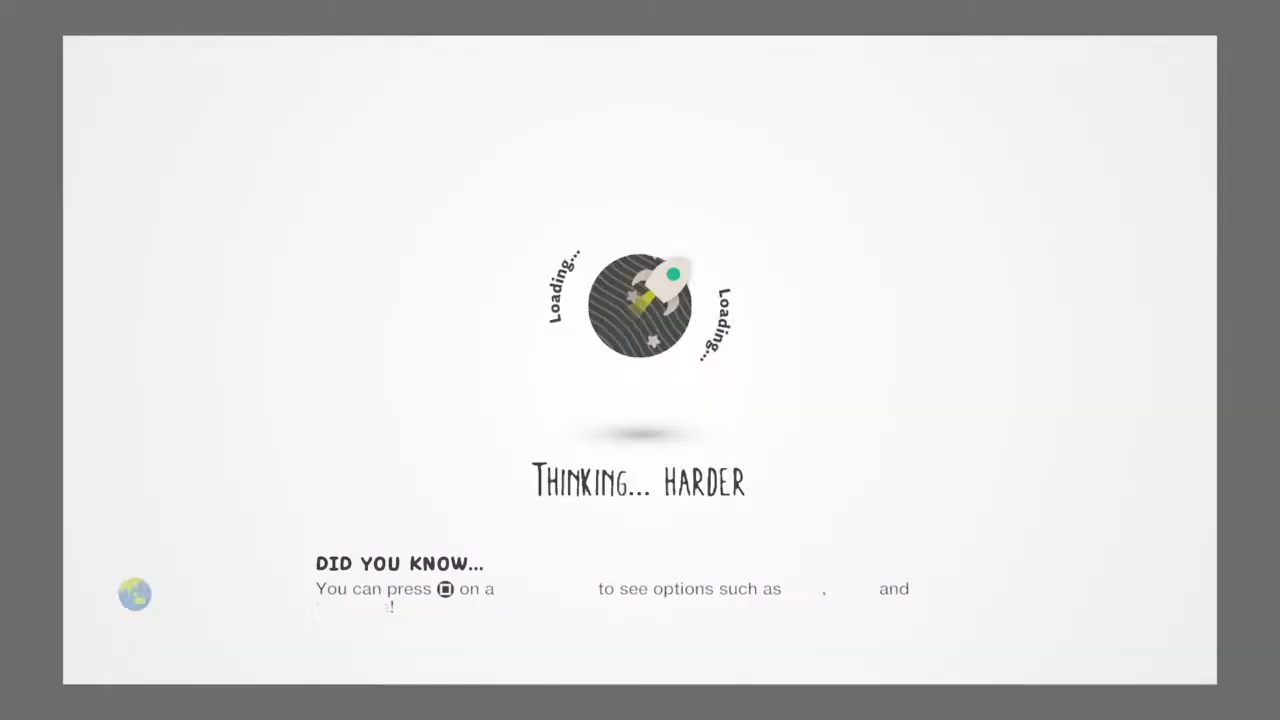 Loading...
Loading...
THINKING... HARDER
DID YOU KNOW...
You can press on a to see options such as , and
!